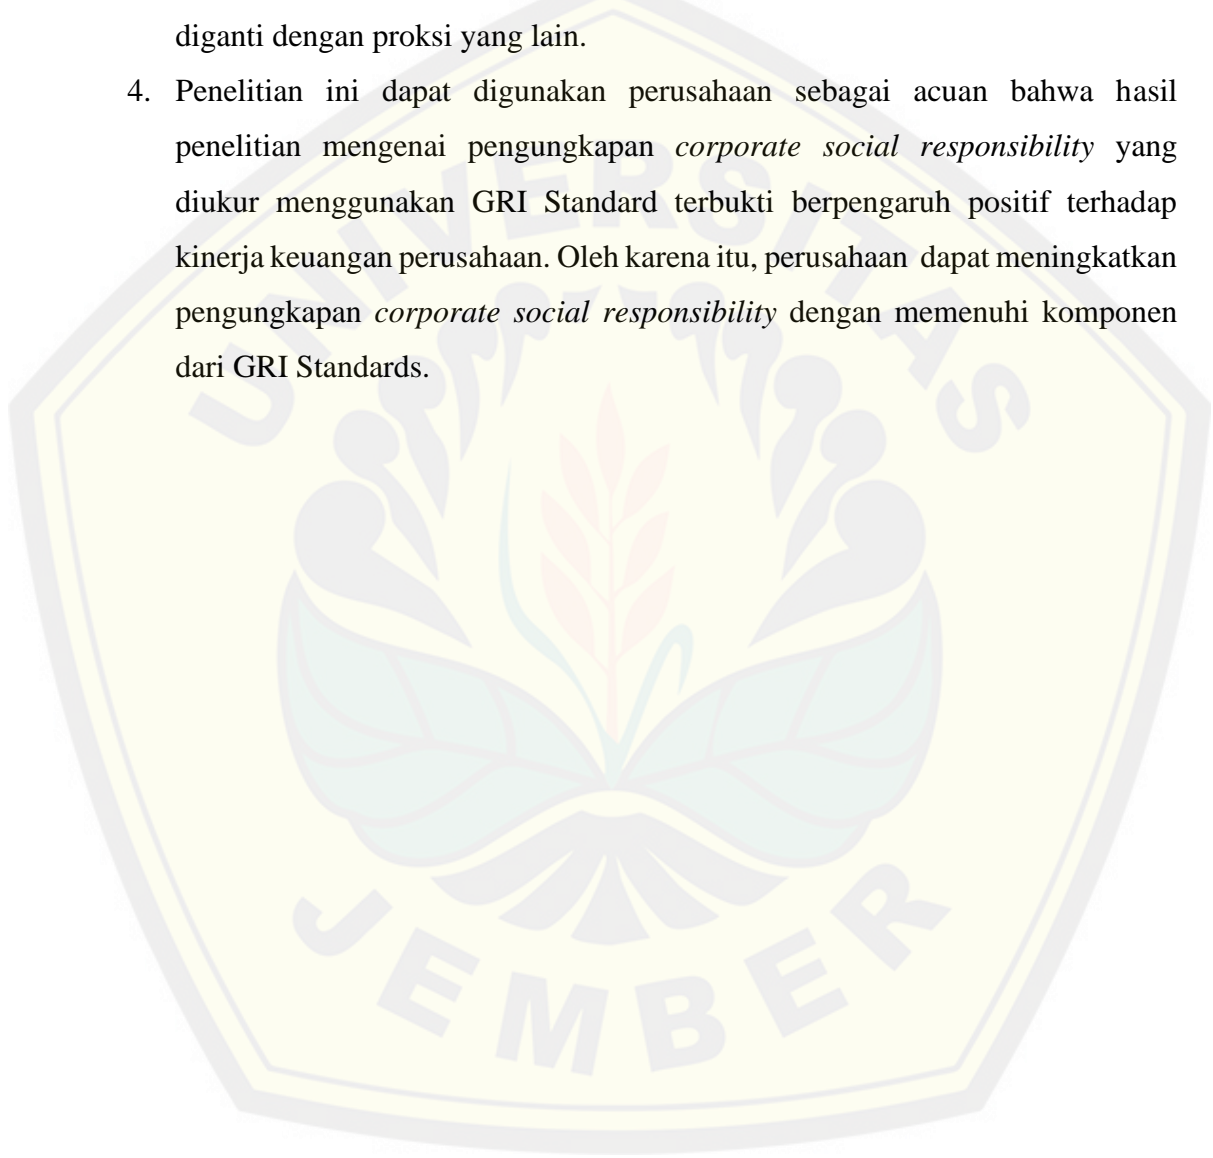 diganti dengan proksi yang lain.
4. Penelitian ini dapat digunakan perusahaan sebagai acuan bahwa hasil
penelitian mengenai pengungkapan corporate social responsibility yang
diukur menggunakan GRI Standard terbukti berpengaruh positif terhadap
kinerja keuangan perusahaan. Oleh karena itu, perusahaan dapat meningkatkan
pengungkapan corporate social responsibility dengan memenuhi komponen
dari GRI Standards.
UNIVERSITAS
JEMBER